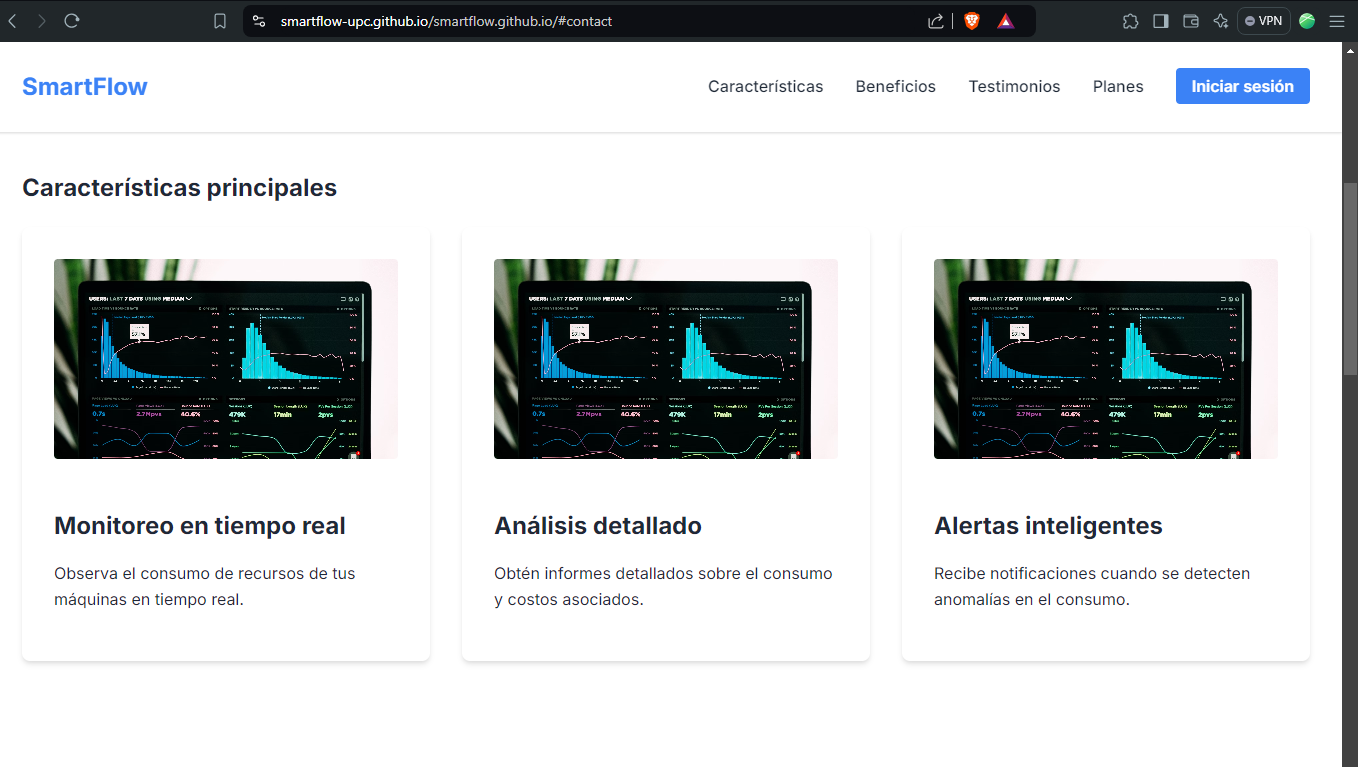 smartflow-upc.github.io/smartflow.github.io/#contact
VPN
SmartFlow
Características
Beneficios
Testimonios
Planes
Iniciar sesión
Características principales
USERS: LAST 7 DAYS USING MEDIAN
0.7s
2.7Mpvs
40.6%
479K
17min
2pvs
USERS: LAST 7 DAYS USING MEDIAN
0.7s
2.7Mpvs
40.6%
479K
17min
2pvs
USERS: LAST 7 DAYS USING MEDIAN
0.7s
2.7Mpvs
40.6%
479K
17min
2pvs
Monitoreo en tiempo real
Observa el consumo de recursos de tus
máquinas en tiempo real.
Análisis detallado
Obtén informes detallados sobre el consumo
y costos asociados.
Alertas inteligentes
Recibe notificaciones cuando se detecten
anomalías en el consumo.